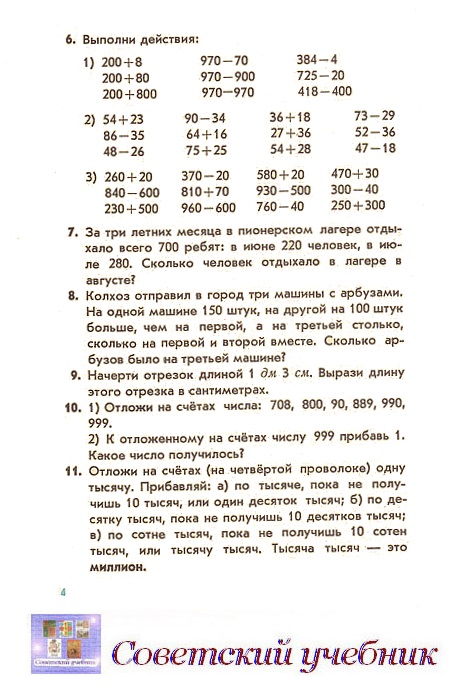 6. Выполни действия:
1) 200+8 970−70 384−4
200+80 970−900 725−20
200+800 970−970 418−400
2) 54+23 90−34 36+18 73−29
86−35 64+16 27+36 52−36
48−26 75+25 54+28 47−18
3) 260+20 370−20 580+20 470+30
840−600 810+70 930−500 300−40
230+500 960−600 760−40 250+300
7. За три летних месяца в пионерском лагере отды-
хало всего 700 ребят: в июне 220 человек, в ию-
ле 280. Сколько человек отдыхало в лагере в
августе?
8. Колхоз отправил в город три машины с арбузами.
На одной машине 150 штук, на другой на 100 штук
больше, чем на первой, а на третьей столько,
сколько на первой и второй вместе. Сколько ар-
бузов было на третьей машине?
9. Начерти отрезок длиной 1 дм 3 см. Вырази длину
этого отрезка в сантиметрах.
10. 1) Отложи на счётах числа: 708, 800, 90, 889, 990,
999.
2) К отложенному на счётах числу 999 прибавь 1.
Какое число получилось?
11. Отложи на счётах (на четвёртой проволоке) одну
тысячу. Прибавляй: а) по тысяче, пока не полу-
чишь 10 тысяч, или один десяток тысяч; б) по де-
сятку тысяч, пока не получишь 10 десятков тысяч;
в) по сотне тысяч, пока не получишь 10 сотен
тысяч, или тысячу тысяч. Тысяча тысяч — это
миллион.
4
Советский учебник
Советский учебник